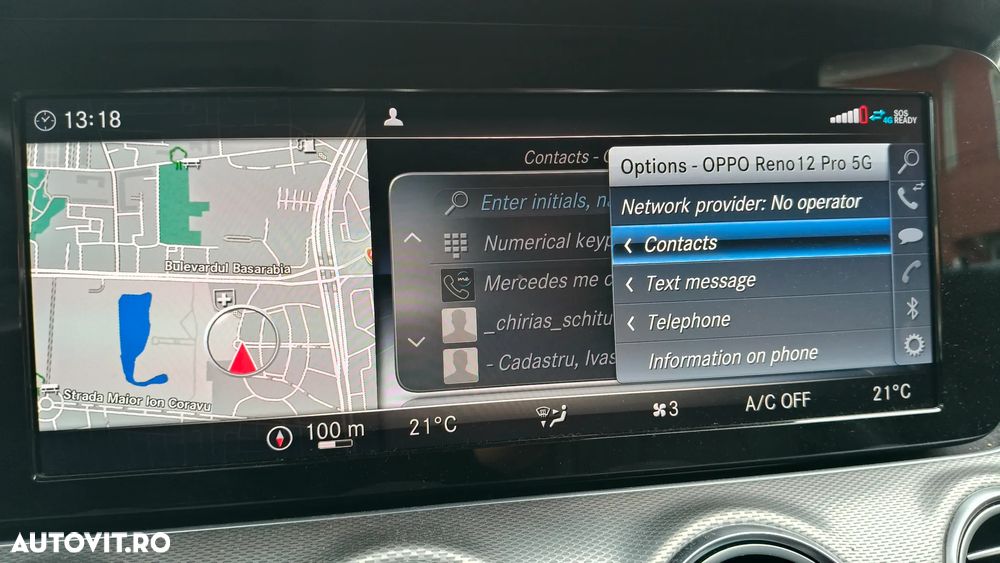 13:18
4G
SOS
READY
Contacts -
Options - OPPO Reno12 Pro 5G
Enter initials,
Network provider: No operator
Numerical keyp
Contacts
Mercedes me
Text message
_chirias_schitu
Telephone
- Cadastru, Ivas
Information on phone
Bulevardul Basarabia
Strada Maior Ion Coravu
100 m
21°C
3
A/C OFF
21°C
AUTOVIT.RO